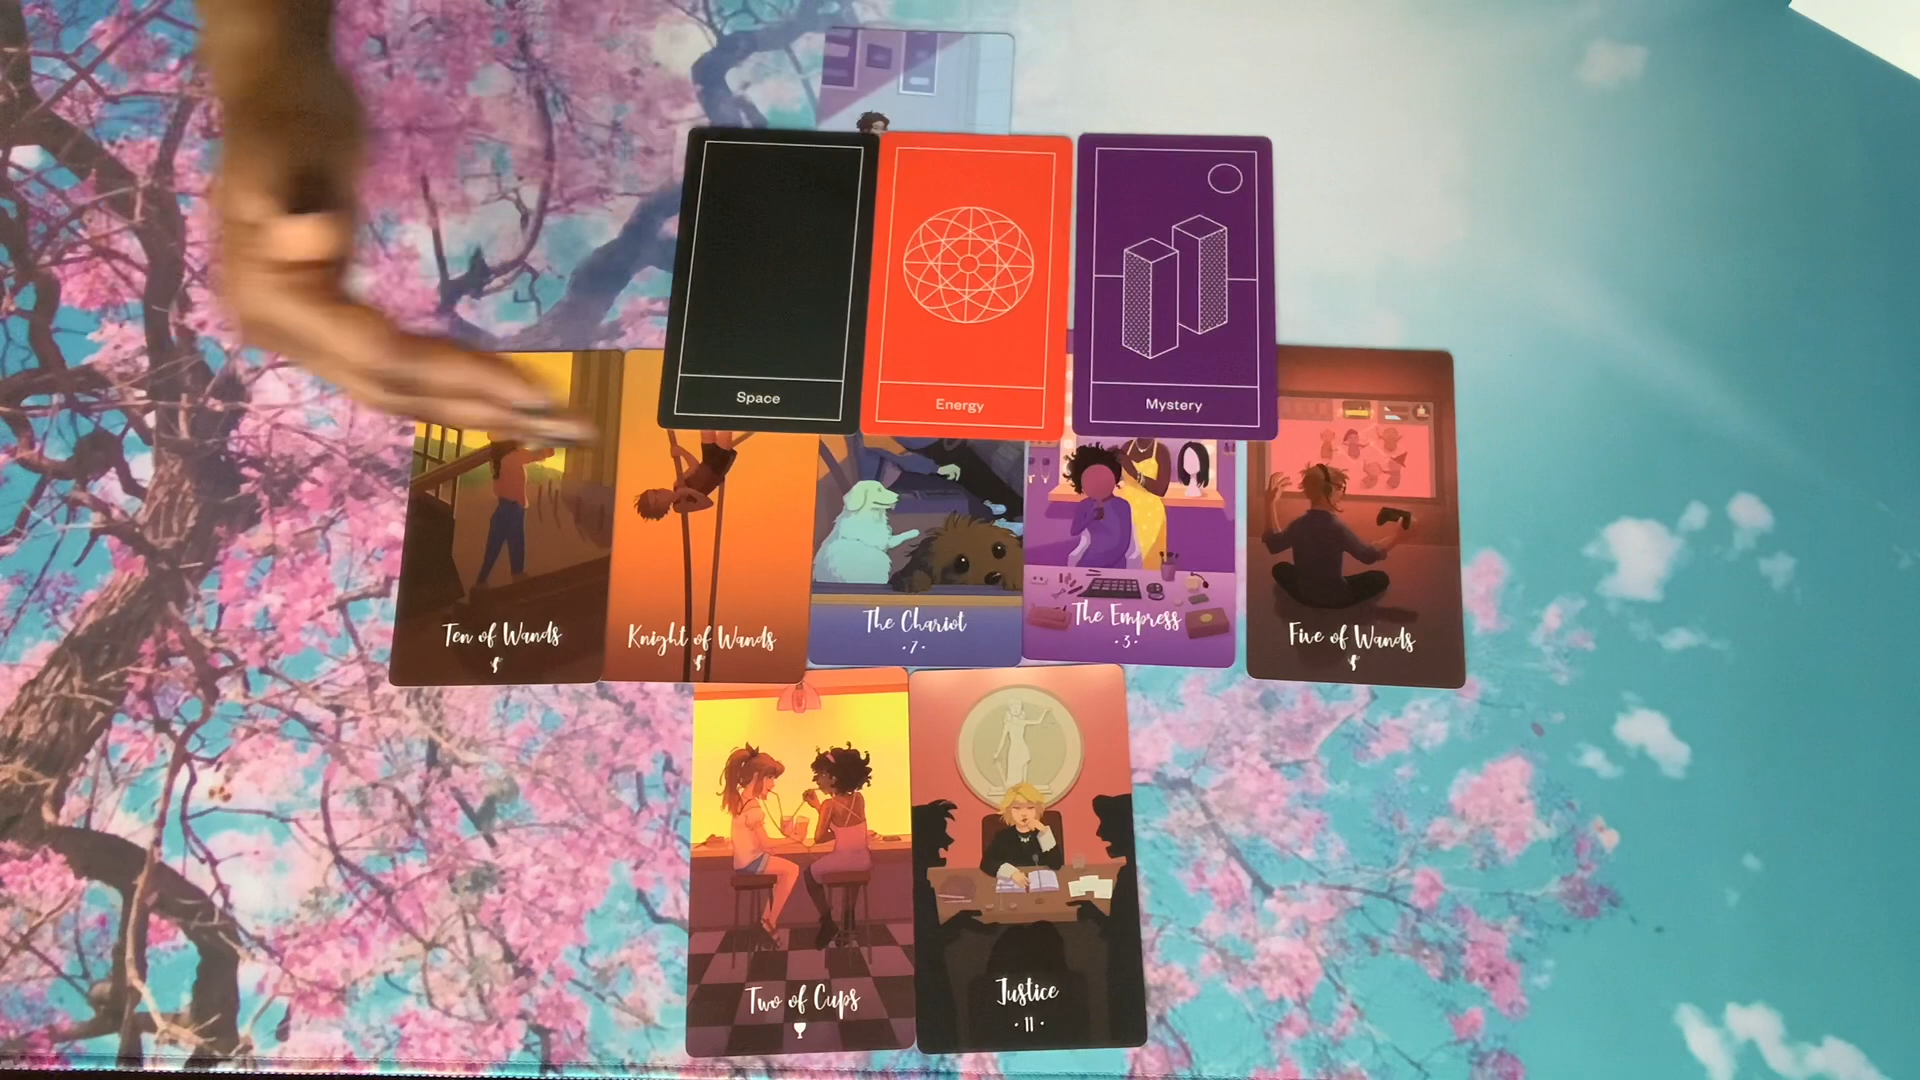 Space
Energy
Mystery
Ten of Wands
Knight of Wands
The Chariot
· 7 ·
The Empress
· 3 ·
Five of Wands
Two of Cups
Justice
· 11 ·